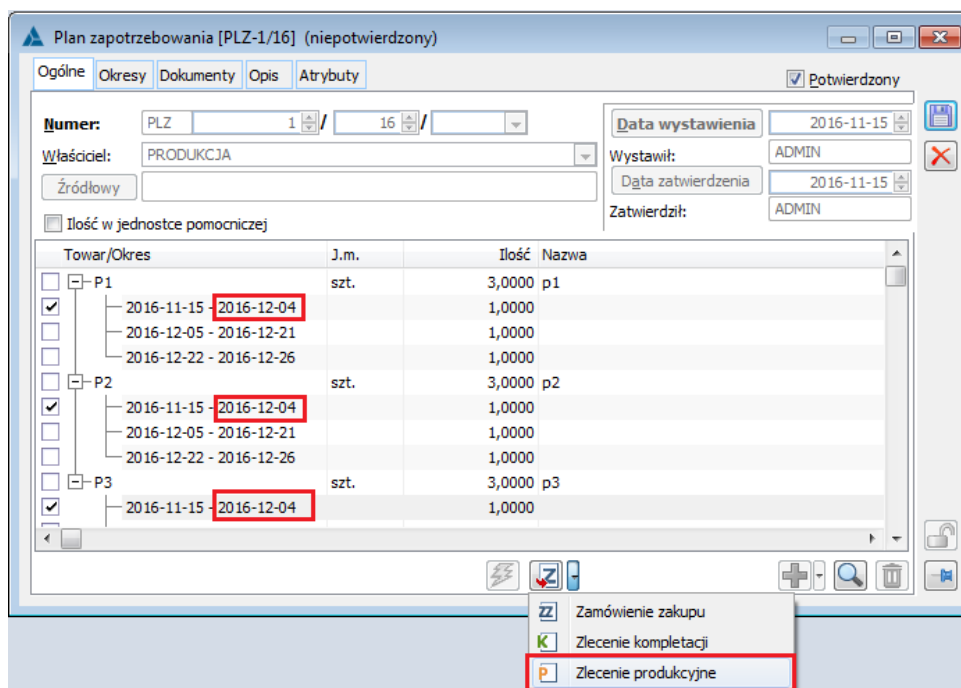 Plan zapotrzebowania [PLZ-1/16] (niepotwierdzony)
Ogólne Okresy Dokumenty Opis Atrybuty
Potwierdzony
Numer: PLZ 1 / 16 /
Data wystawienia 2016-11-15
Właściciel: PRODUKCJA
Wystawił: ADMIN
Źródłowy
Data zatwierdzenia 2016-11-15
Zatwierdził: ADMIN
Ilość w jednostce pomocniczej
Towar/Okres J.m. Ilość Nazwa
P1 szt. 3,0000 p1
2016-11-15 - 2016-12-04 1,0000
2016-12-05 - 2016-12-21 1,0000
2016-12-22 - 2016-12-26 1,0000
P2 szt. 3,0000 p2
2016-11-15 - 2016-12-04 1,0000
2016-12-05 - 2016-12-21 1,0000
2016-12-22 - 2016-12-26 1,0000
P3 szt. 3,0000 p3
2016-11-15 - 2016-12-04 1,0000
Z
ZZ Zamówienie zakupu
K Zlecenie kompletacji
P Zlecenie produkcyjne